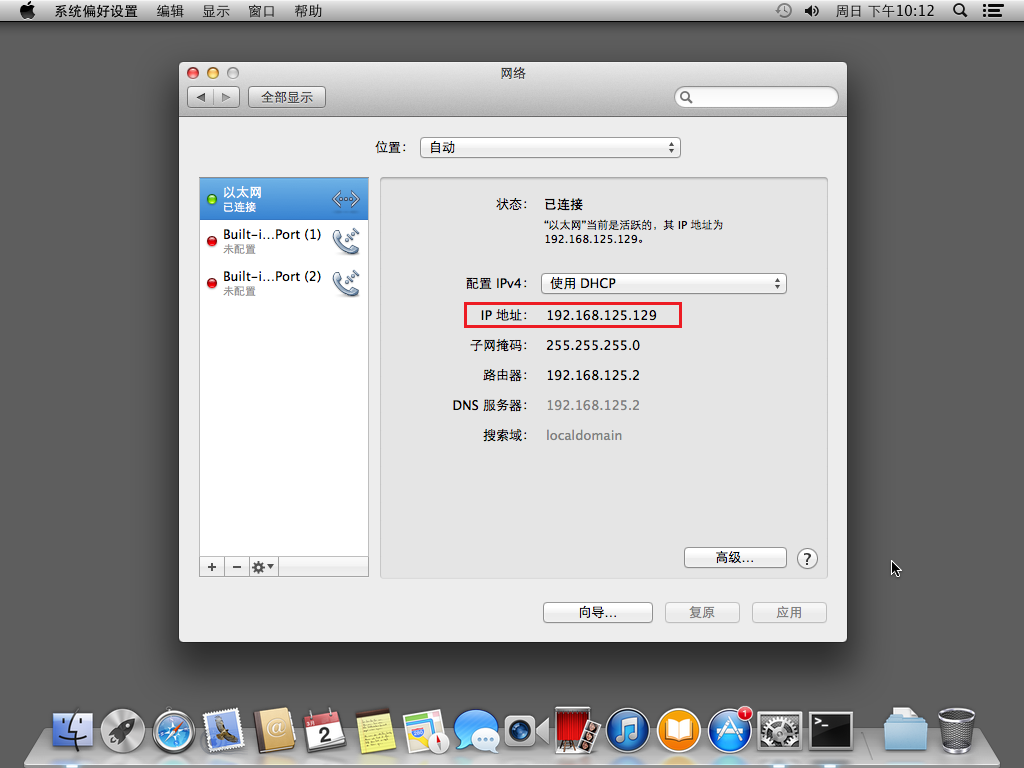 系统偏好设置 编辑 显示 窗口 帮助 周日 下午10:12
网络
全部显示
位置： 自动
以太网
已连接
Built-i...Port (1)
未配置
Built-i...Port (2)
未配置
状态： 已连接
“以太网”当前是活跃的，其 IP 地址为
192.168.125.129。
配置 IPv4： 使用 DHCP
IP 地址： 192.168.125.129
子网掩码： 255.255.255.0
路由器： 192.168.125.2
DNS 服务器： 192.168.125.2
搜索域： localdomain
高级... ?
向导... 复原 应用
2
1